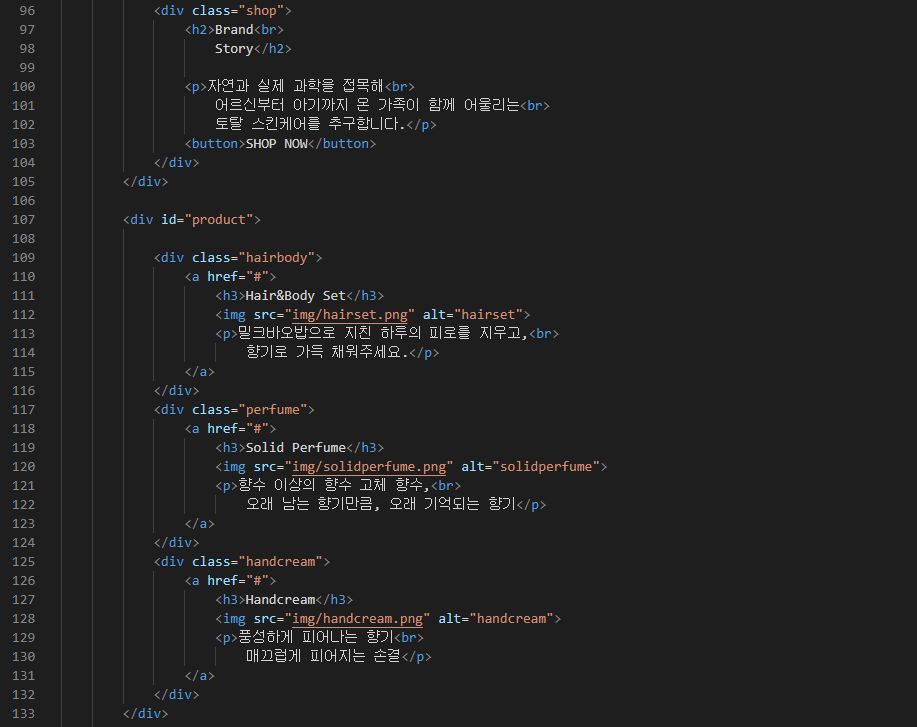 96 <div class="shop">
97 <h2>Brand<br>
98 Story</h2>
99
100 <p>자연과 실제 과학을 접목해<br>
101 어르신부터 아기까지 온 가족이 함께 어울리는<br>
102 토탈 스킨케어를 추구합니다.</p>
103 <button>SHOP NOW</button>
104 </div>
105 </div>
106
107 <div id="product">
108
109 <div class="hairbody">
110 <a href="#">
111 <h3>Hair&Body Set</h3>
112 <img src="img/hairset.png" alt="hairset">
113 <p>밀크바오밥으로 지친 하루의 피로를 지우고,<br>
114 향기로 가득 채워주세요.</p>
115 </a>
116 </div>
117 <div class="perfume">
118 <a href="#">
119 <h3>Solid Perfume</h3>
120 <img src="img/solidperfume.png" alt="solidperfume">
121 <p>향수 이상의 향수 고체 향수,<br>
122 오래 남는 향기만큼, 오래 기억되는 향기</p>
123 </a>
124 </div>
125 <div class="handcream">
126 <a href="#">
127 <h3>Handcream</h3>
128 <img src="img/handcream.png" alt="handcream">
129 <p>풍성하게 피어나는 향기<br>
130 매끄럽게 피어지는 손결</p>
131 </a>
132 </div>
133 </div>